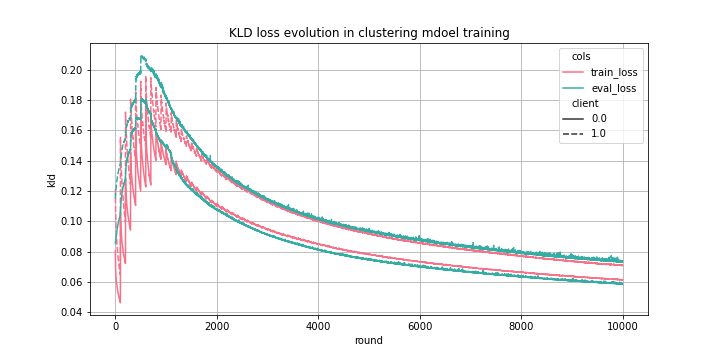 KLD loss evolution in clustering mdoel training
cols
train_loss
eval_loss
client
0.0
1.0
kld
0.20
0.18
0.16
0.14
0.12
0.10
0.08
0.06
0.04
0
2000
4000
6000
8000
10000
round